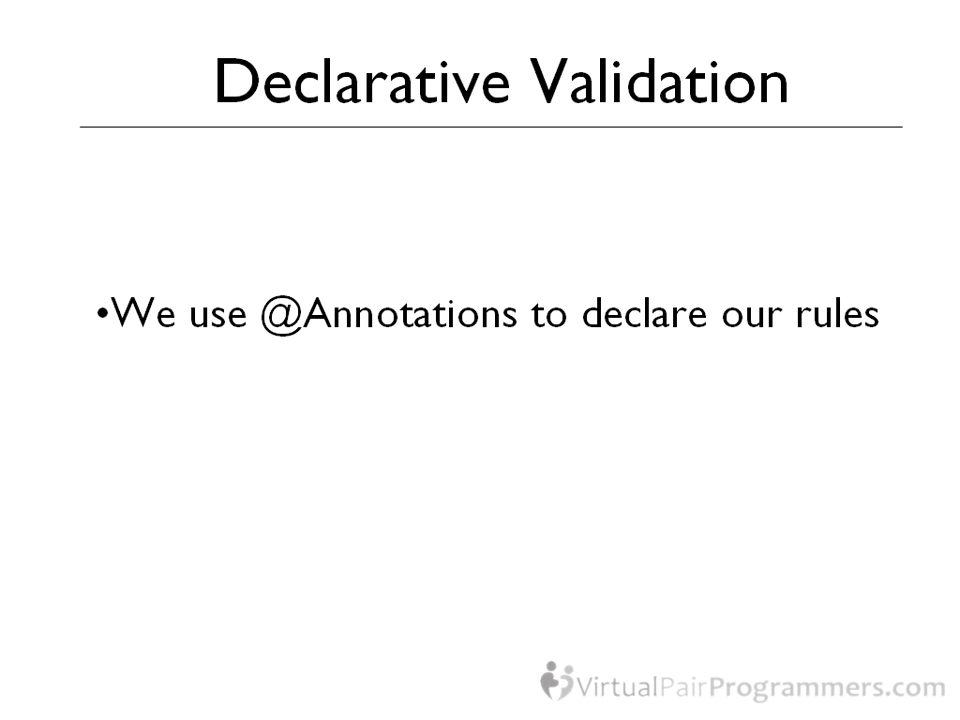 Declarative Validation
•We use @Annotations to declare our rules
VirtualPairProgrammers.com